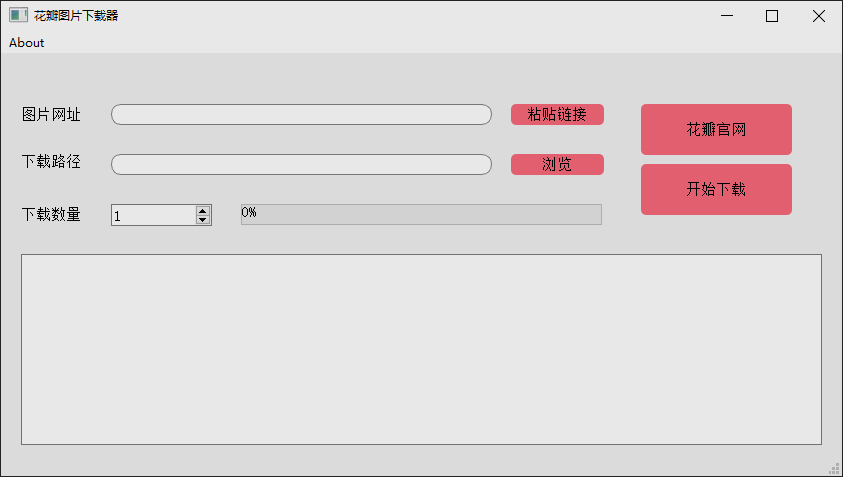 花瓣图片下载器
About
图片网址
粘贴链接
花瓣官网
下载路径
浏览
开始下载
下载数量
1
0%